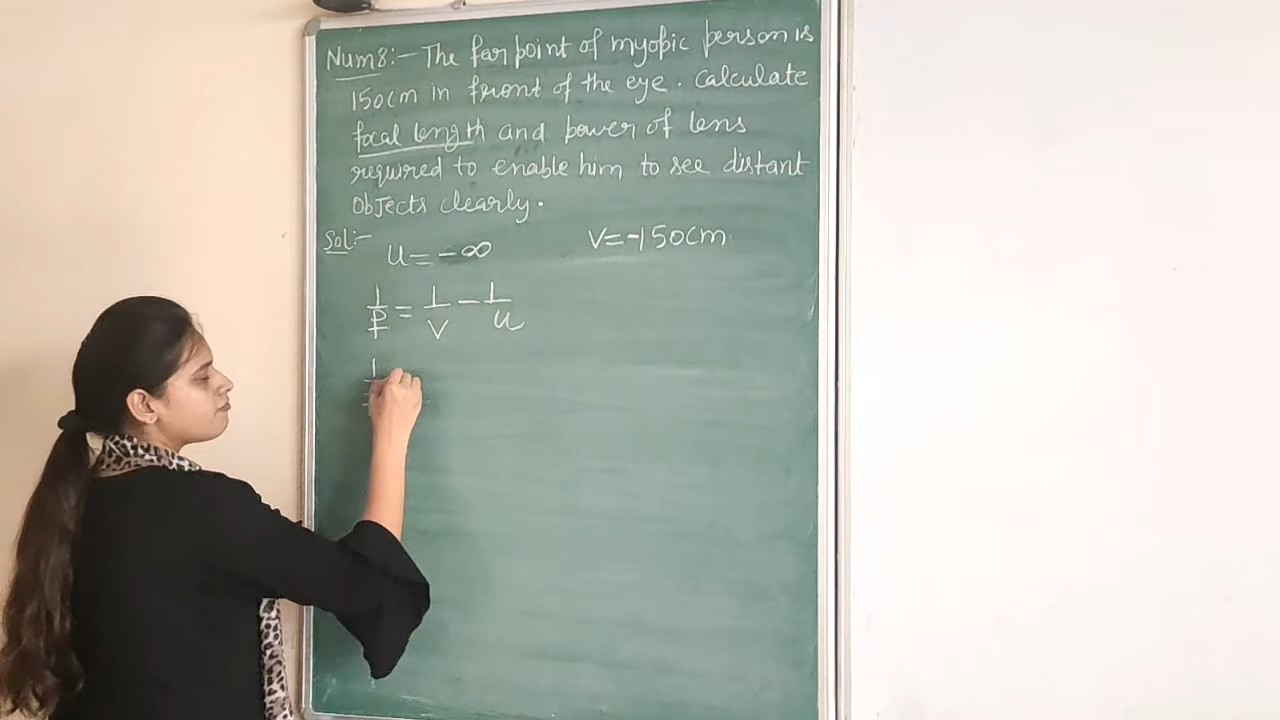 Num8:- The far point of myopic person is
150cm in front of the eye. Calculate
focal length and power of lens
required to enable him to see distant
objects clearly.
Sol:-
u = -∞ v = -150cm
1/f = 1/v - 1/u
1